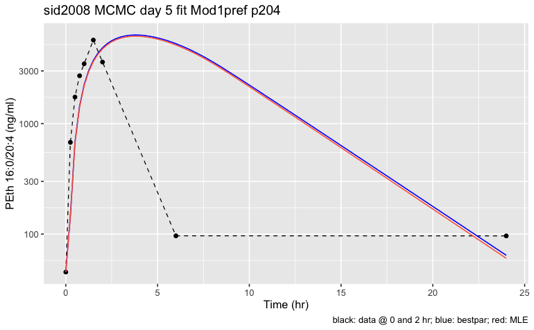 sid2008 MCMC day 5 fit Mod1pref p204
PEth 16:0/20:4 (ng/ml)
3000
1000
300
100
0
5
10
15
20
25
Time (hr)
black: data @ 0 and 2 hr; blue: bestpar; red: MLE